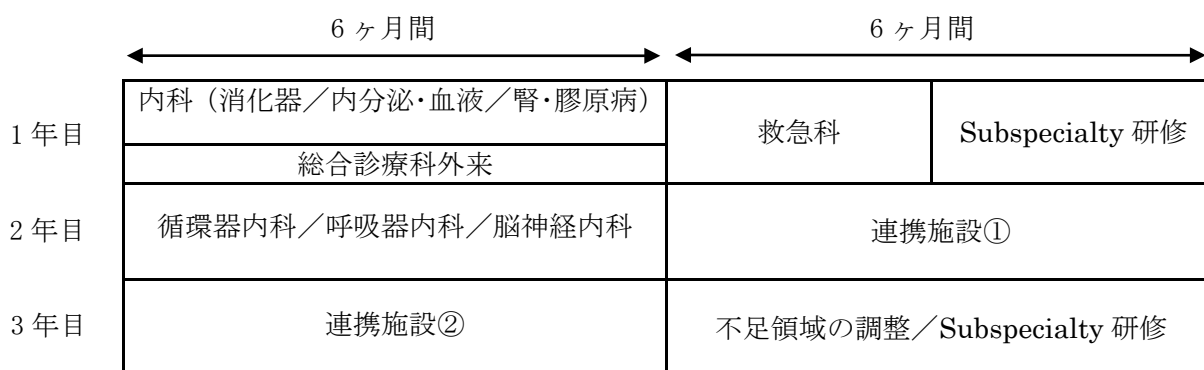 6 ヶ月間 6 ヶ月間
1 年目 内科（消化器／内分泌・血液／腎・膠原病） 救急科 Subspecialty 研修
総合診療科外来
2 年目 循環器内科／呼吸器内科／脳神経内科 連携施設①
3 年目 連携施設② 不足領域の調整／Subspecialty 研修